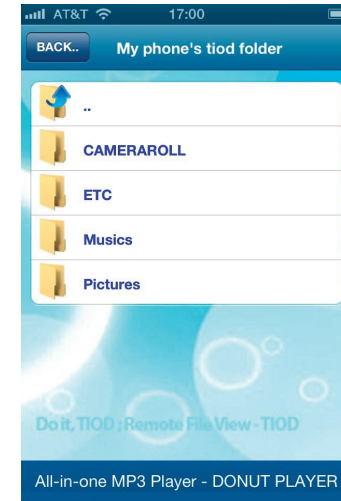 AT&T 17:00
BACK.. My phone's tiod folder
..
CAMERAROLL
ETC
Musics
Pictures
Do it, TIOD ; Remote File View - TIOD
All-in-one MP3 Player - DONUT PLAYER